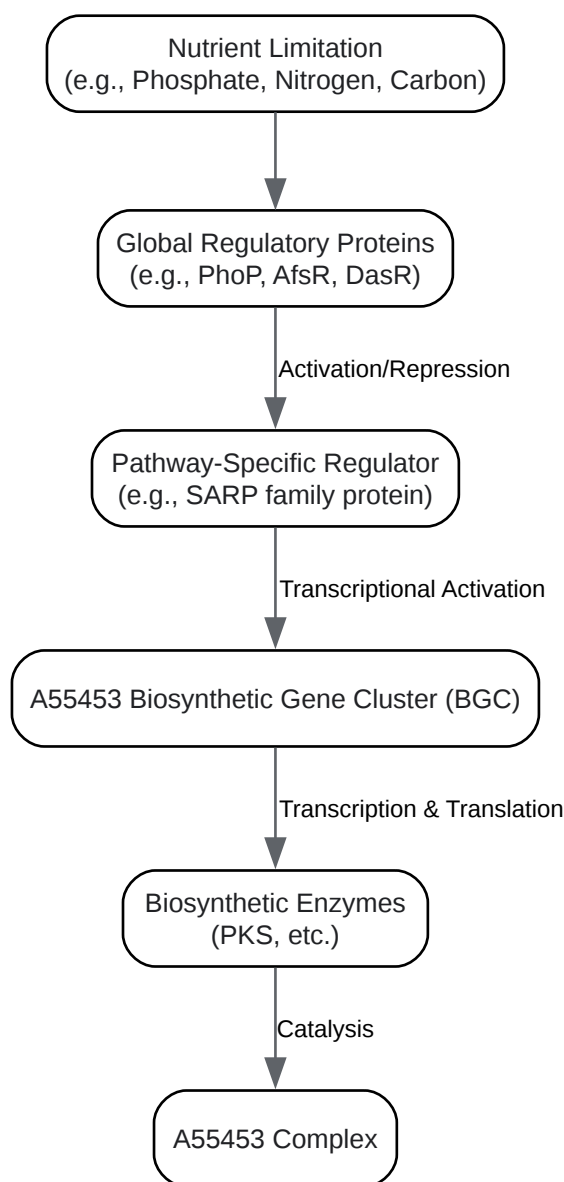 Nutrient Limitation
(e.g., Phosphate, Nitrogen, Carbon)
Global Regulatory Proteins
(e.g., PhoP, AfsR, DasR)
Activation/Repression
Pathway-Specific Regulator
(e.g., SARP family protein)
Transcriptional Activation
A55453 Biosynthetic Gene Cluster (BGC)
Transcription & Translation
Biosynthetic Enzymes
(PKS, etc.)
Catalysis
A55453 Complex